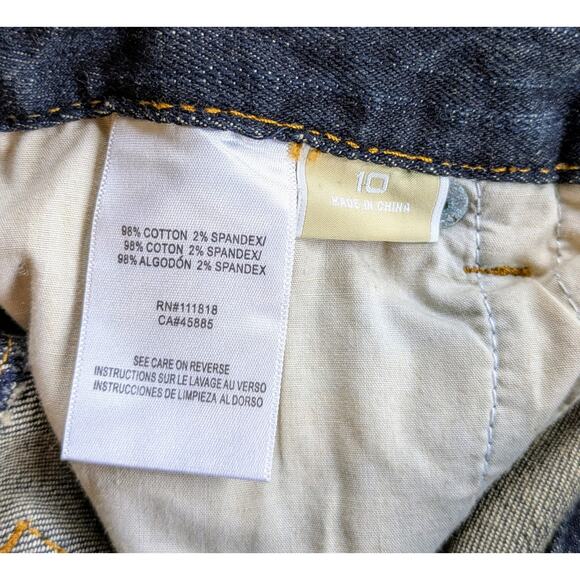 98% COTTON 2% SPANDEX/
98% COTON 2% SPANDEX/
98% ALGODÓN 2% SPANDEX
RN#111818
CA#45885
SEE CARE ON REVERSE
INSTRUCTIONS SUR LE LAVAGE AU VERSO
INSTRUCCIONES DE LIMPIEZA AL DORSO
10
MADE IN CHINA